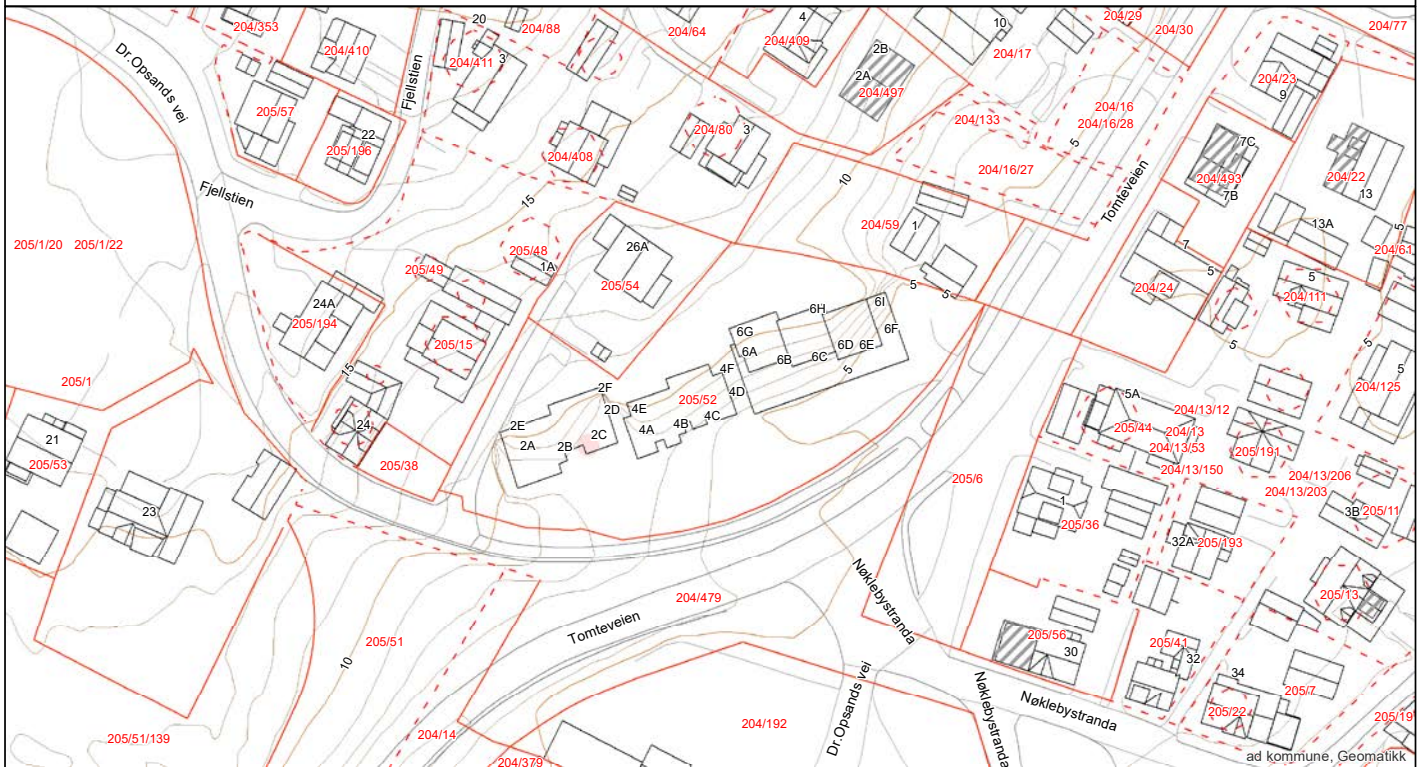 204/353
20
204/88
204/64
4
10
204/29
204/30
204/77
204/410
204/411
3
204/409
2B
204/17
Dr.Opsands vei
Fjellstien
2A
204/497
204/23
9
205/57
204/16
204/133
204/16/28
22
204/80
3
5
7C
205/196
204/408
204/16/27
204/493
204/22
10
Tomteveien
7B
13
Fjellstien
15
204/59
1
13A
5
205/1/20
205/1/22
26A
205/48
7
204/61
205/49
1A
5
5
205/54
5
5
204/24
204/111
24A
6H
6I
205/194
6G
6F
205/15
6A
6D
6E
5
5
6B
6C
15
4F
5
5
205/1
2F
4D
5A
204/125
205/52
2D
4E
4C
204/13/12
24
2E
4A
4B
205/44
204/13
21
2C
204/13/53
205/191
2A
2B
205/53
205/38
204/13/150
205/6
204/13/206
204/13/203
1
23
3B
205/11
205/36
32A
205/193
Nøklebystranda
204/479
205/13
Tomteveien
205/51
10
205/56
205/41
30
32
34
Dr.Opsands vei
Nøklebystranda
Nøklebystranda
205/7
205/22
205/19
204/192
205/51/139
204/14
204/379
ad kommune, Geomatikk